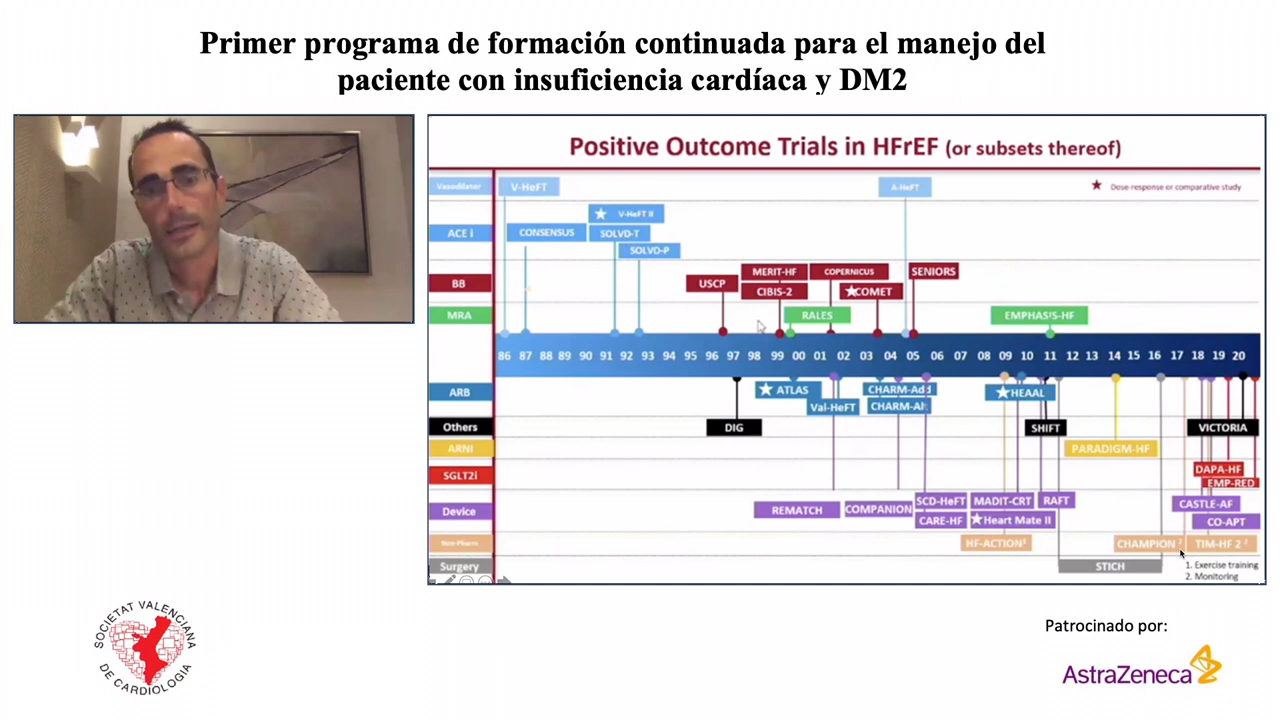 Primer programa de formación continuada para el manejo del
paciente con insuficiencia cardíaca y DM2
Positive Outcome Trials in HFrEF (or subsets thereof)
Vasodilator
V-HeFT
A-HeFT
★ Dose-response or comparative study
★ V-HeFT II
ACE i
CONSENSUS
SOLVD-T
SOLVD-P
BB
USCP
MERIT-HF
COPERNICUS
SENIORS
CIBIS-2
★COMET
MRA
RALES
EMPHASIS-HF
86 87 88 89 90 91 92 93 94 95 96 97 98 99 00 01 02 03 04 05 06 07 08 09 10 11 12 13 14 15 16 17 18 19 20
ARB
★ ATLAS
CHARM-Add
★HEAAL
Val-HeFT
CHARM-Alt
Others
DIG
SHIFT
VICTORIA
ARNI
PARADIGM-HF
SGLT2i
DAPA-HF
EMP-RED
Device
REMATCH
COMPANION
SCD-HeFT
MADIT-CRT
RAFT
CASTLE-AF
CARE-HF
★Heart Mate II
CO-APT
Non-Pharm
HF-ACTION¹
CHAMPION ²
TIM-HF 2 ²
Surgery
STICH
1. Exercise training
2. Monitoring
SOCIETAT VALENCIANA
DE CARDIOLOGIA
Patrocinado por:
AstraZeneca